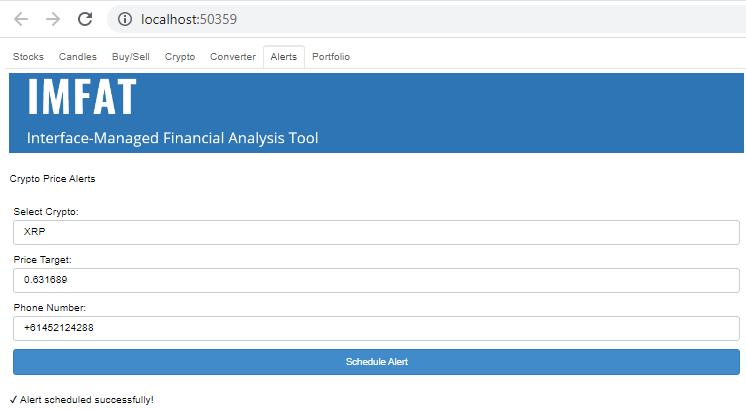 localhost:50359
Stocks Candles Buy/Sell Crypto Converter Alerts Portfolio
IMFAT
Interface-Managed Financial Analysis Tool
Crypto Price Alerts
Select Crypto:
XRP
Price Target:
0.631689
Phone Number:
+61452124288
Schedule Alert
✓ Alert scheduled successfully!